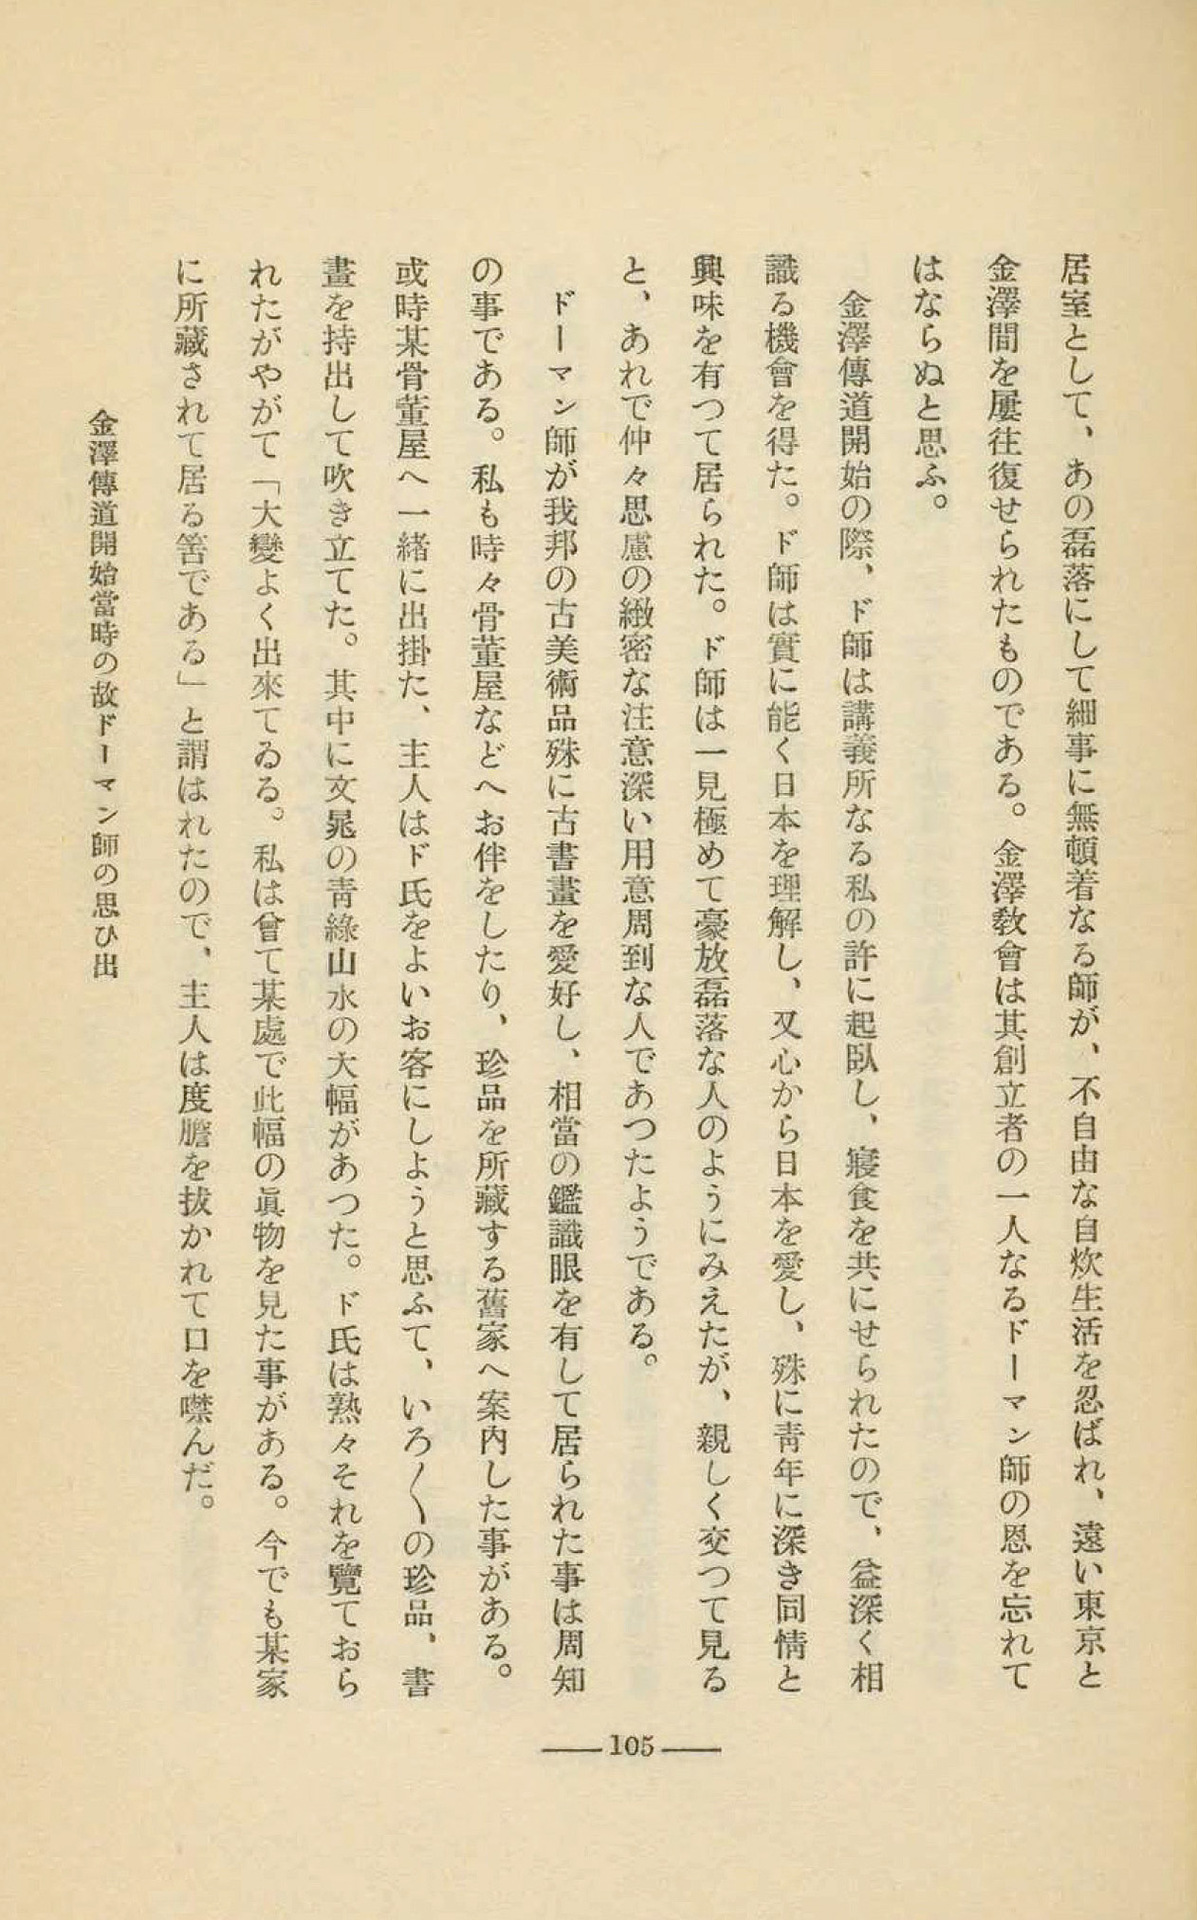 居室として、あの磊落にして細事に無頓着なる師が、不自由な自炊生活を忍ばれ、遠い東京と
金澤間を屢往復せられたものである。金澤敎會は其創立者の一人なるドーマン師の恩を忘れて
はならぬと思ふ。
金澤傳道開始の際、ド師は講義所なる私の許に起臥し、寢食を共にせられたので、益深く相
識る機會を得た。ド師は實に能く日本を理解し、又心から日本を愛し、殊に靑年に深き同情と
興味を有つて居られた。ド師は一見極めて豪放磊落な人のようにみえたが、親しく交つて見る
と、あれで仲々思慮の緻密な注意深い用意周到な人であつたようである。
ドーマン師が我邦の古美術品殊に古書畫を愛好し、相當の鑑識眼を有して居られた事は周知
の事である。私も時々骨董屋などへお伴をしたり、珍品を所藏する舊家へ案内した事がある。
或時某骨董屋へ一緒に出掛た、主人はド氏をよいお客にしようと思ふて、いろ〱の珍品、書
畫を持出して吹き立てた。其中に文晁の靑綠山水の大幅があつた。ド氏は熟々それを覽ておら
れたがやがて「大變よく出來てゐる。私は曾て某處で此幅の眞物を見た事がある。今でも某家
に所藏されて居る筈である」と謂はれたので、主人は度膽を拔かれて口を噤んだ。
金澤傳道開始當時の故ドーマン師の思ひ出
105